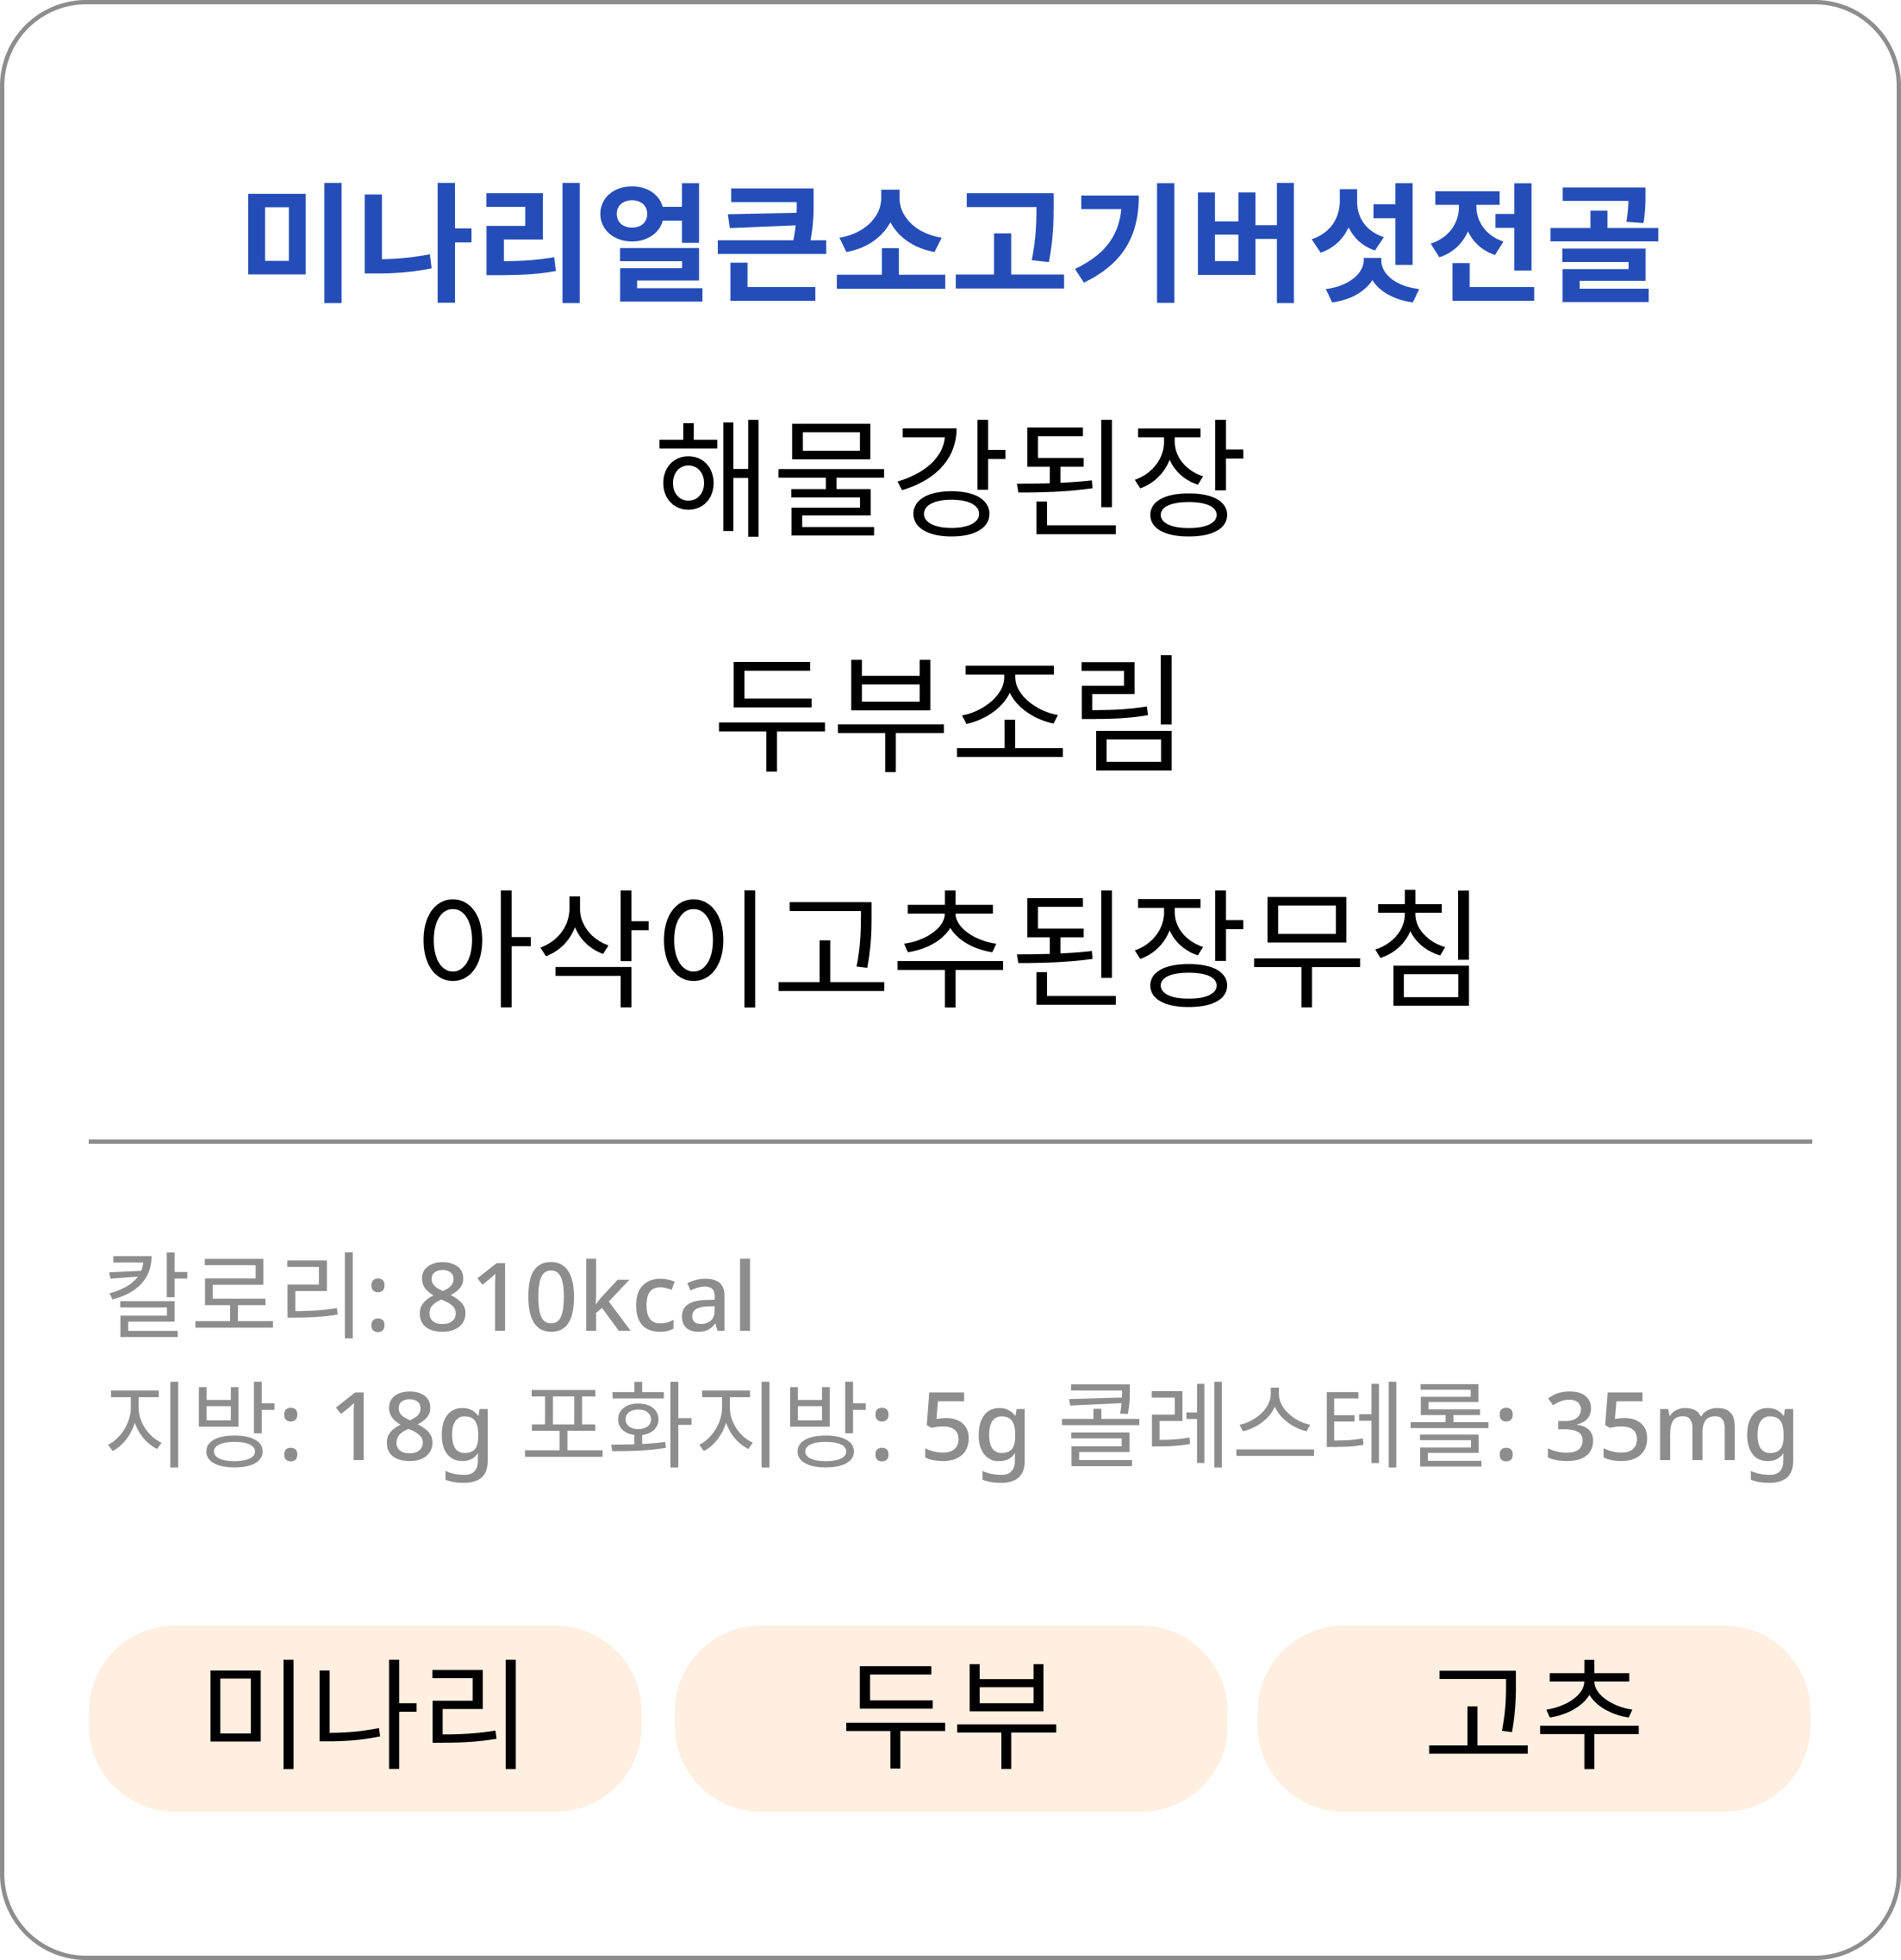 미나리얼큰소고기버섯전골
해물강된장
두부조림
아삭이고추된장무침
칼로리: 810kcal
지방: 18g 포화지방: 5g 클레스테롤: 35mg
미나리 두부 고추